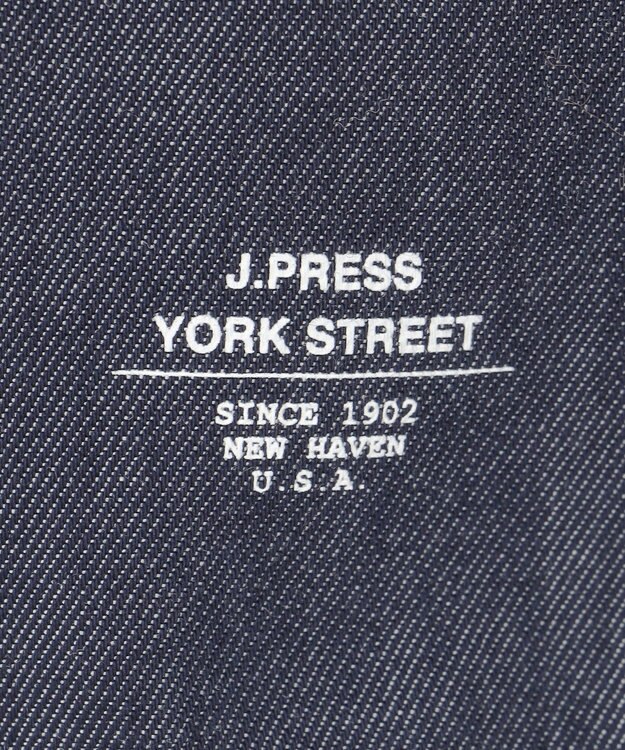 J.PRESS
YORK STREET
SINCE 1902
NEW HAVEN
U.S.A.